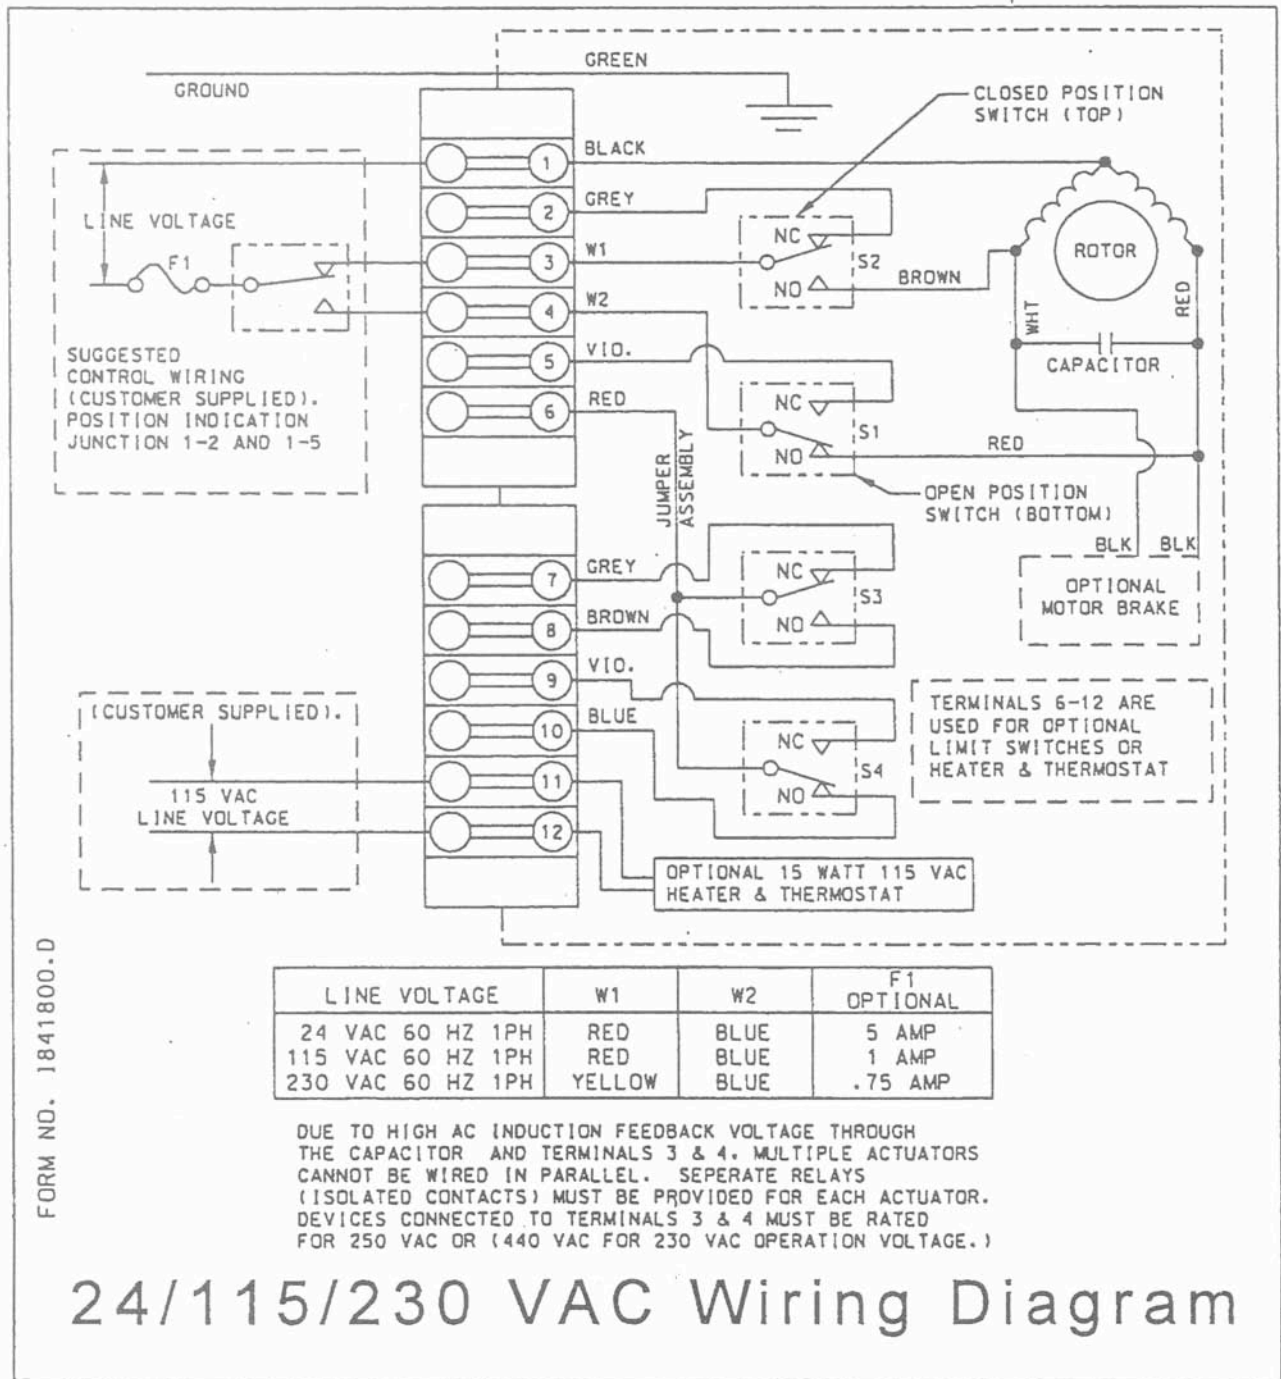 GREEN
GROUND
CLOSED POSITION
SWITCH (TOP)
1
BLACK
2
GREY
LINE VOLTAGE
F1
3
W1
NC
S2
NO
BROWN
ROTOR
4
W2
WHT
RED
SUGGESTED
CONTROL WIRING
(CUSTOMER SUPPLIED).
POSITION INDICATION
JUNCTION 1-2 AND 1-5
5
VIO.
CAPACITOR
6
RED
NC
S1
NO
RED
JUMPER
ASSEMBLY
OPEN POSITION
SWITCH (BOTTOM)
BLK
BLK
7
GREY
NC
S3
NO
OPTIONAL
MOTOR BRAKE
8
BROWN
9
VIO.
(CUSTOMER SUPPLIED).
10
BLUE
NC
S4
NO
TERMINALS 6-12 ARE
USED FOR OPTIONAL
LIMIT SWITCHES OR
HEATER & THERMOSTAT
115 VAC
LINE VOLTAGE
11
12
OPTIONAL 15 WATT 115 VAC
HEATER & THERMOSTAT
FORM NO. 1841800.D
LINE VOLTAGE W1 W2 F1 OPTIONAL
24 VAC 60 HZ 1PH RED BLUE 5 AMP
115 VAC 60 HZ 1PH RED BLUE 1 AMP
230 VAC 60 HZ 1PH YELLOW BLUE .75 AMP
DUE TO HIGH AC INDUCTION FEEDBACK VOLTAGE THROUGH
THE CAPACITOR AND TERMINALS 3 & 4. MULTIPLE ACTUATORS
CANNOT BE WIRED IN PARALLEL. SEPERATE RELAYS
(ISOLATED CONTACTS) MUST BE PROVIDED FOR EACH ACTUATOR.
DEVICES CONNECTED TO TERMINALS 3 & 4 MUST BE RATED
FOR 250 VAC OR (440 VAC FOR 230 VAC OPERATION VOLTAGE.)
24/115/230 VAC Wiring Diagram